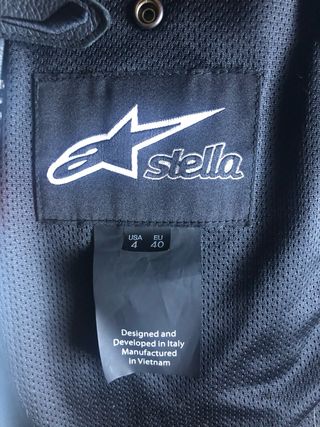 stella
USA EU
4 40
Designed and
Developed in Italy
Manufactured
in Vietnam